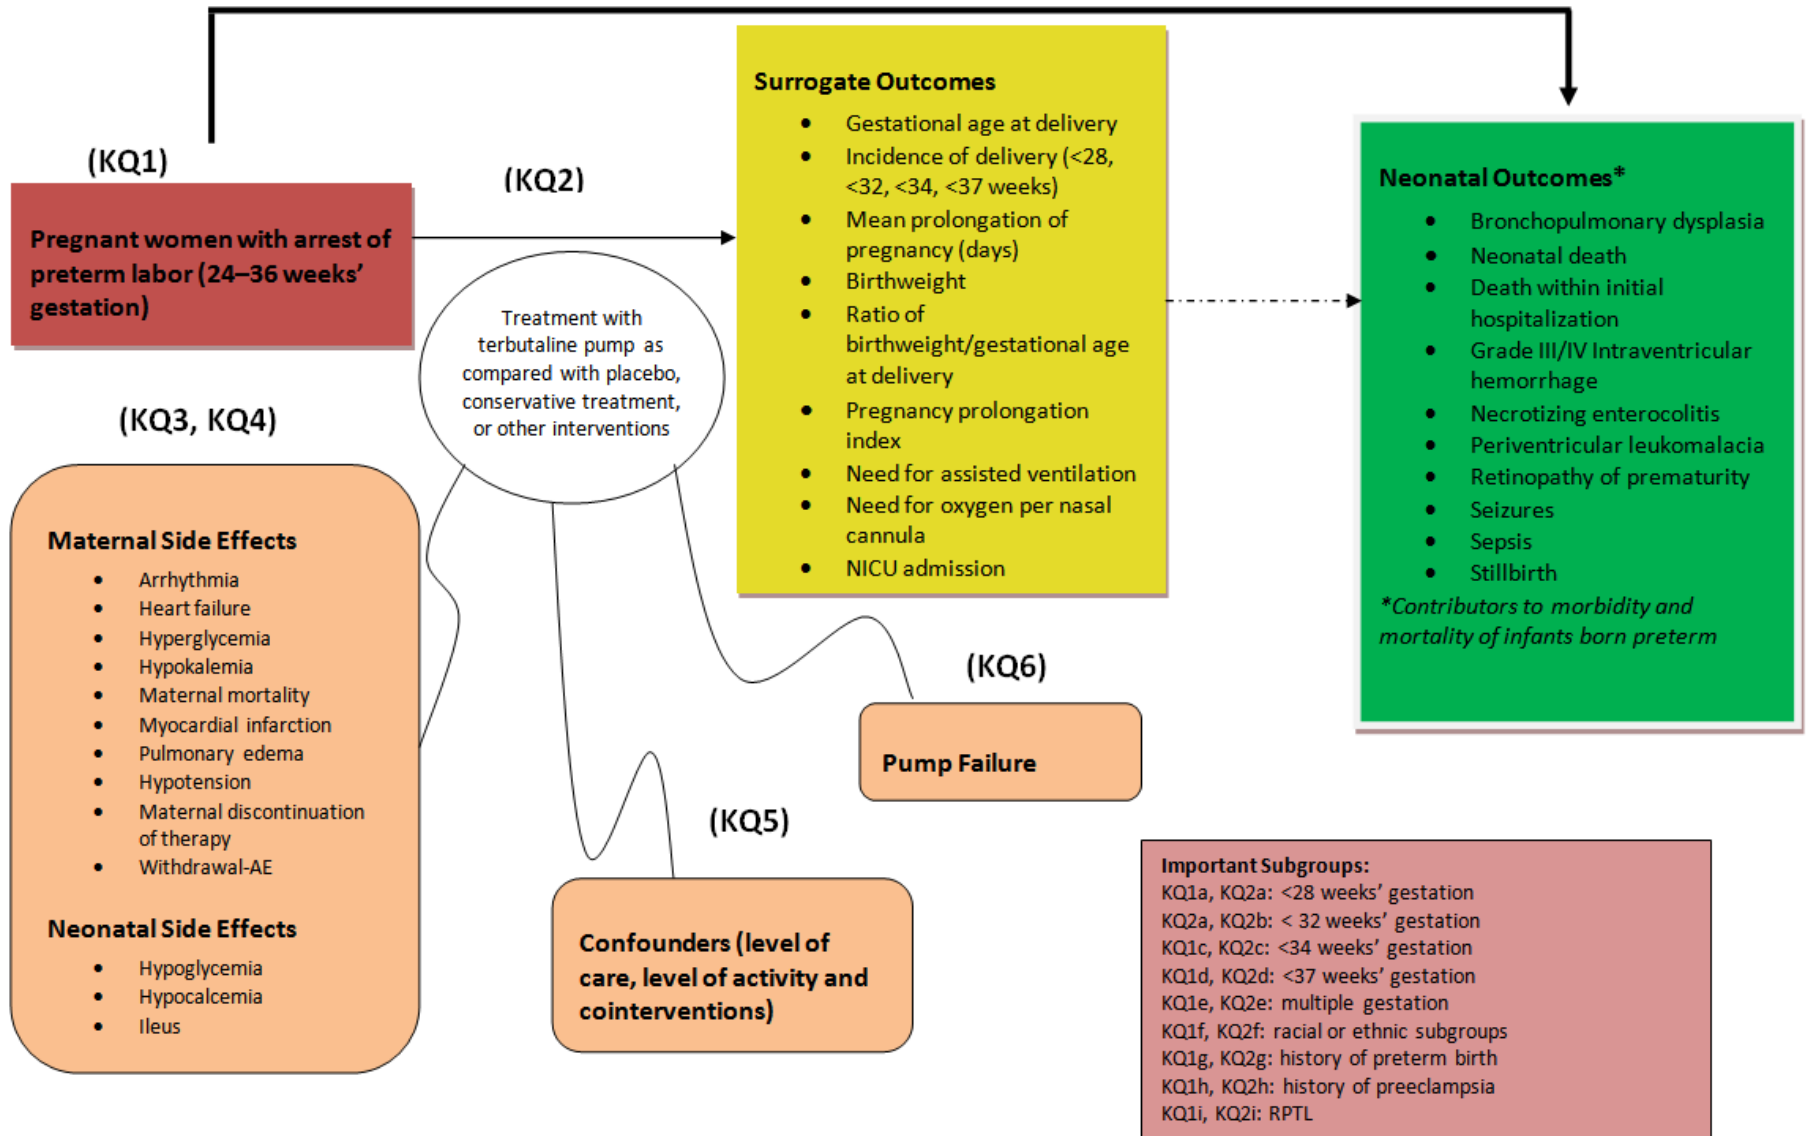 (KQ1)
Pregnant women with arrest of
preterm labor (24–36 weeks'
gestation)
(KQ2)
Treatment with
terbutaline pump as
compared with placebo,
conservative treatment,
or other interventions
Surrogate Outcomes
• Gestational age at delivery
• Incidence of delivery (<28,
<32, <34, <37 weeks)
• Mean prolongation of
pregnancy (days)
• Birthweight
• Ratio of
birthweight/gestational age
at delivery
• Pregnancy prolongation
index
• Need for assisted ventilation
• Need for oxygen per nasal
cannula
• NICU admission
Neonatal Outcomes*
• Bronchopulmonary dysplasia
• Neonatal death
• Death within initial
hospitalization
• Grade III/IV Intraventricular
hemorrhage
• Necrotizing enterocolitis
• Periventricular leukomalacia
• Retinopathy of prematurity
• Seizures
• Sepsis
• Stillbirth
*Contributors to morbidity and
mortality of infants born preterm
(KQ3, KQ4)
Maternal Side Effects
• Arrhythmia
• Heart failure
• Hyperglycemia
• Hypokalemia
• Maternal mortality
• Myocardial infarction
• Pulmonary edema
• Hypotension
• Maternal discontinuation
of therapy
• Withdrawal-AE
Neonatal Side Effects
• Hypoglycemia
• Hypocalcemia
• Ileus
(KQ5)
Confounders (level of
care, level of activity and
cointerventions)
(KQ6)
Pump Failure
Important Subgroups:
KQ1a, KQ2a: <28 weeks' gestation
KQ2a, KQ2b: < 32 weeks' gestation
KQ1c, KQ2c: <34 weeks' gestation
KQ1d, KQ2d: <37 weeks' gestation
KQ1e, KQ2e: multiple gestation
KQ1f, KQ2f: racial or ethnic subgroups
KQ1g, KQ2g: history of preterm birth
KQ1h, KQ2h: history of preeclampsia
KQ1i, KQ2i: RPTL